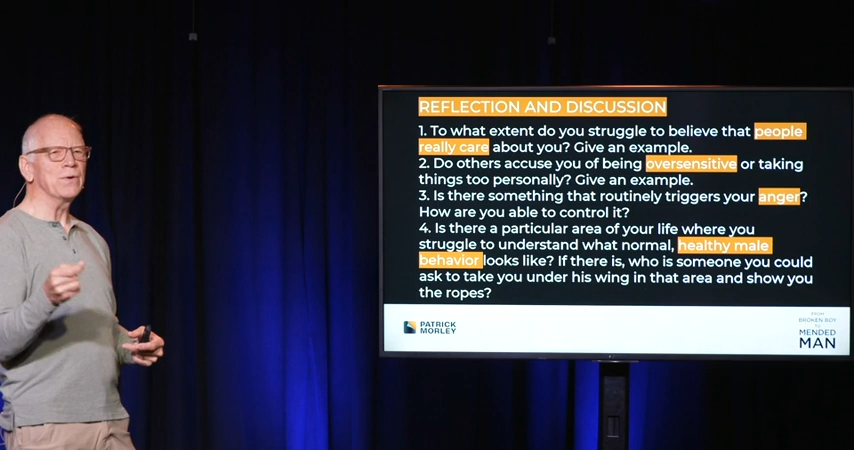 REFLECTION AND DISCUSSION
1. To what extent do you struggle to believe that people
really care about you? Give an example.
2. Do others accuse you of being oversensitive or taking
things too personally? Give an example.
3. Is there something that routinely triggers your anger?
How are you able to control it?
4. Is there a particular area of your life where you
struggle to understand what normal, healthy male
behavior looks like? If there is, who is someone you could
ask to take you under his wing in that area and show you
the ropes?
PATRICK
MORLEY
FROM
BROKEN BOY
TO
MENDED
MAN